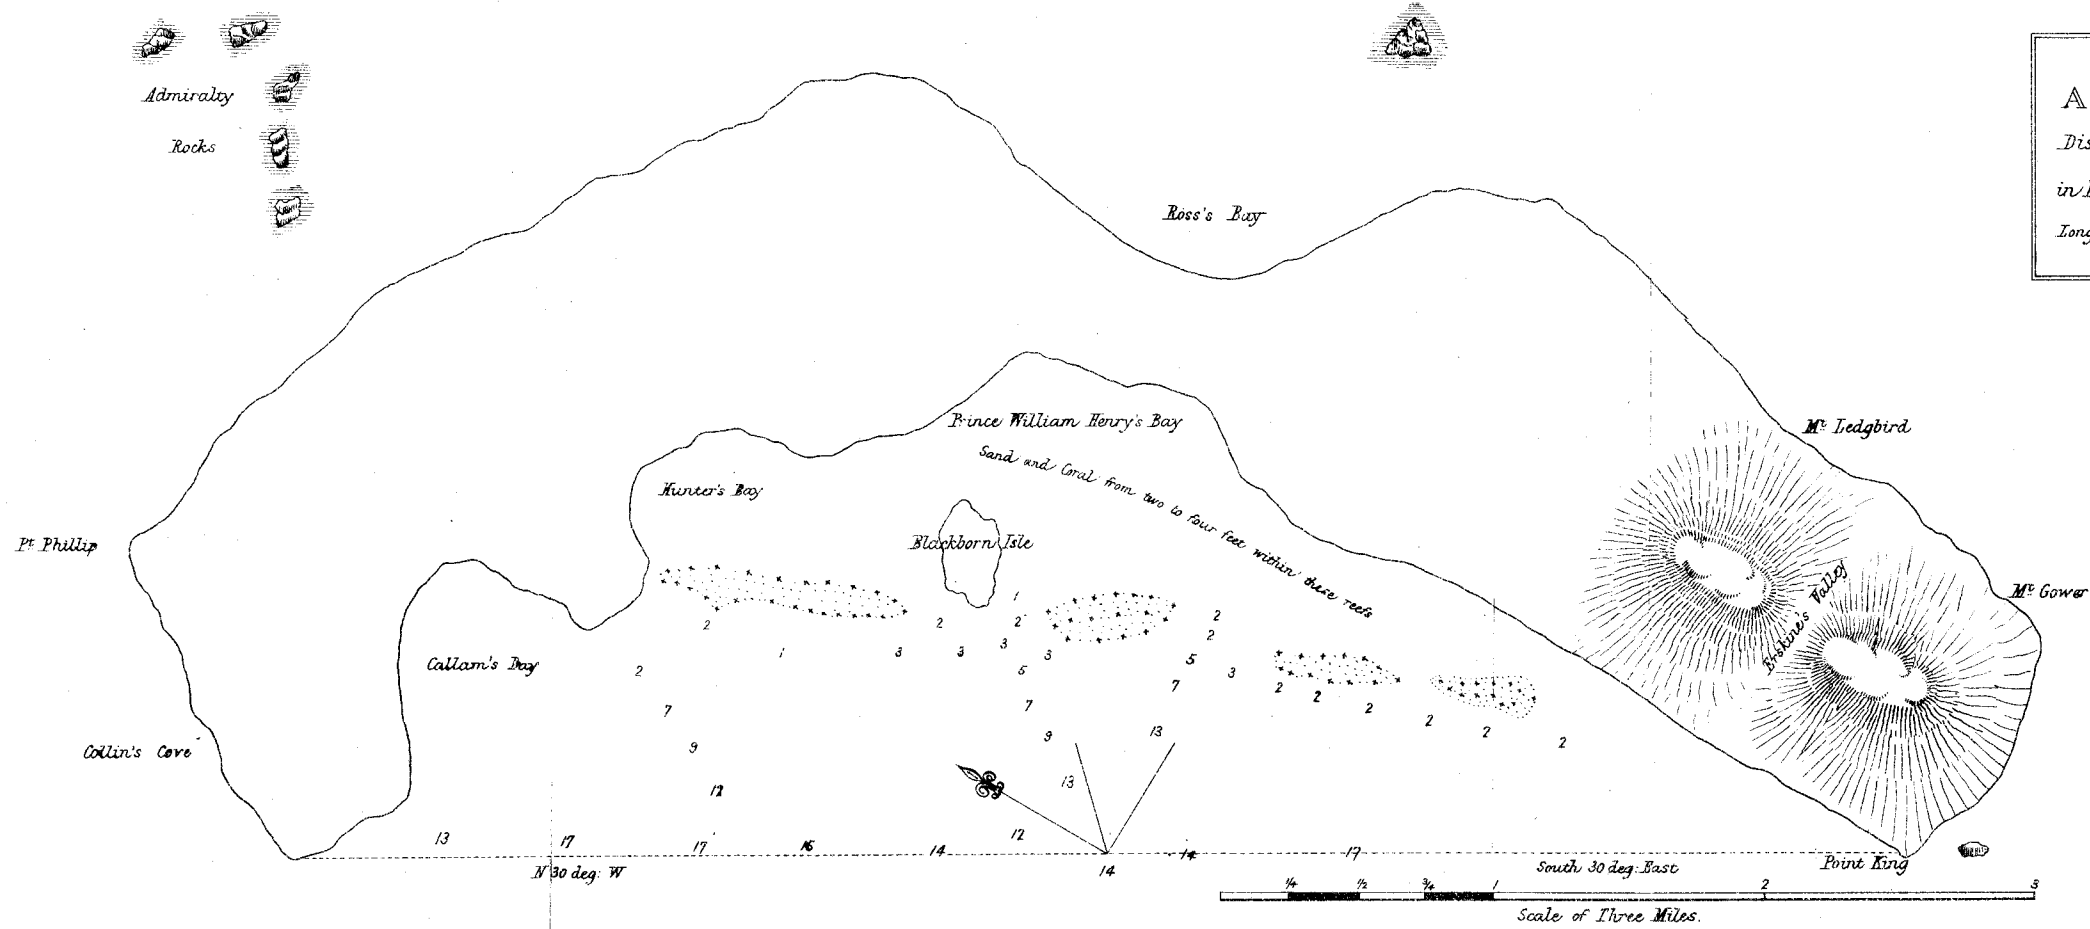 Admiralty
Rocks
A
Dis
in
Long
Ross's Bay
Mt. Ledgbird
Prince William Henry's Bay
Sand and Coral from two to four feet within these reefs
Hunter's Bay
Blackborn Isle
Pt. Phillip
Erskine's Valley
Mt. Gower
1
2
2
2
2
2
1
3
3
3
3
5
5
3
Callam's Bay
2
7
7
7
2
2
2
2
2
2
9
9
13
Collin's Cove
12
13
13
17
17
16
14
12
14
14
17
N 30 deg: W
South 30 deg: East
Point King
1/4 1/2 3/4 1 2 3
Scale of Three Miles.